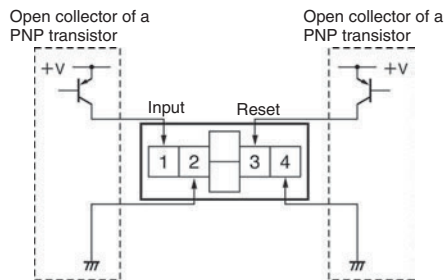 Open collector of a
PNP transistor
Open collector of a
PNP transistor
+V
+V
Input
Reset
1 2 3 4